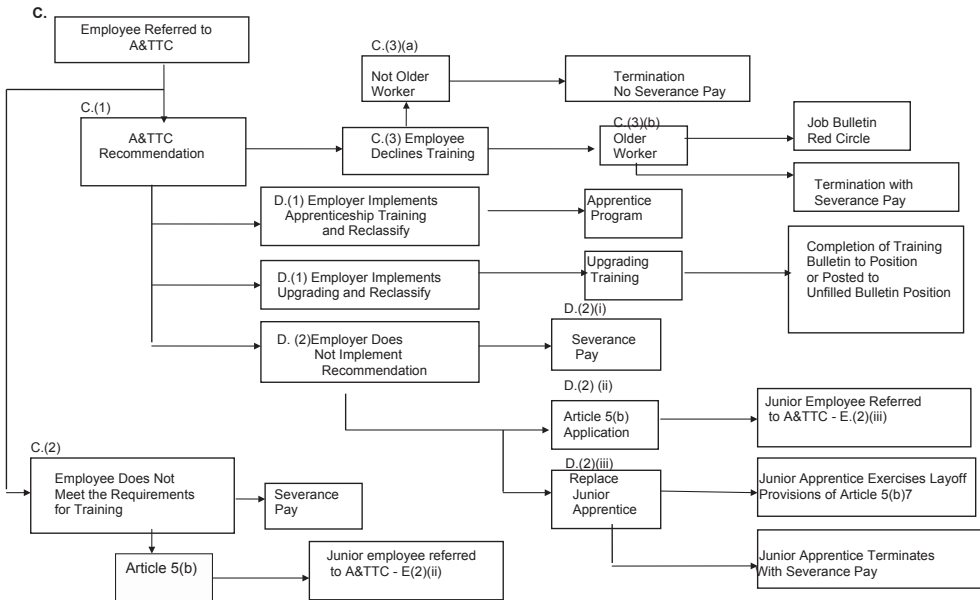 C.
Employee Referred to
A&TTC
C.(1)
A&TTC
Recommendation
C.(3)(a)
Not Older
Worker
Termination
No Severance Pay
C.(3) Employee
Declines Training
C.(3)(b)
Older
Worker
Job Bulletin
Red Circle
Termination with
Severance Pay
D.(1) Employer Implements
Apprenticeship Training
and Reclassify
Apprentice
Program
D.(1) Employer Implements
Upgrading and Reclassify
Upgrading
Training
Completion of Training
Bulletin to Position
or Posted to
Unfilled Bulletin Position
D. (2)Employer Does
Not Implement
Recommendation
D.(2)(i)
Severance
Pay
D.(2) (ii)
Article 5(b)
Application
Junior Employee Referred
to A&TTC - E.(2)(iii)
D.(2)(iii)
Replace
Junior
Apprentice
Junior Apprentice Exercises Layoff
Provisions of Article 5(b)7
Junior Apprentice Terminates
With Severance Pay
C.(2)
Employee Does Not
Meet the Requirements
for Training
Severance
Pay
Article 5(b)
Junior employee referred
to A&TTC - E(2)(ii)